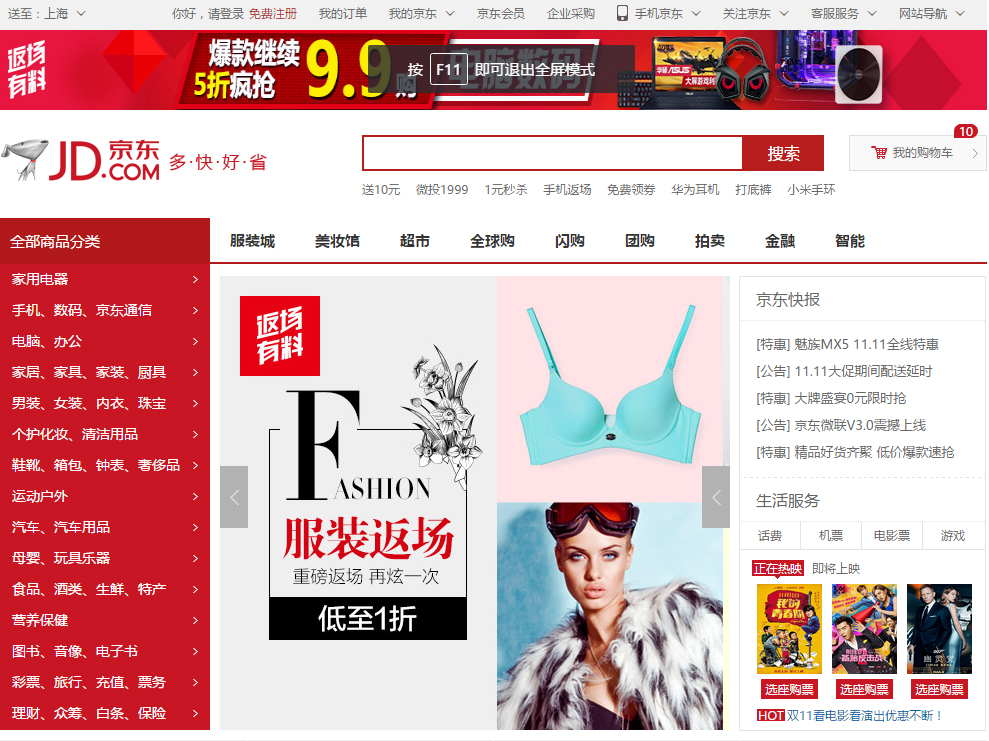 送至：上海
你好，请登录 免费注册 我的订单 我的京东 京东会员 企业采购 手机京东 关注京东 客服服务 网站导航
返场
有料
爆款继续
5折疯抢
9.9
购
电脑数码
按 F11 即可退出全屏模式
JD.COM 京东
多·快·好·省
搜索
10
我的购物车
送10元 微投1999 1元秒杀 手机返场 免费领券 华为耳机 打底裤 小米手环
全部商品分类
服装城 美妆馆 超市 全球购 闪购 团购 拍卖 金融 智能
家用电器
手机、数码、京东通信
电脑、办公
家居、家具、家装、厨具
男装、女装、内衣、珠宝
个护化妆、清洁用品
鞋靴、箱包、钟表、奢侈品
运动户外
汽车、汽车用品
母婴、玩具乐器
食品、酒类、生鲜、特产
营养保健
图书、音像、电子书
彩票、旅行、充值、票务
理财、众筹、白条、保险
返场
有料
FASHION
服装返场
重磅返场 再炫一次
低至1折
京东快报
[特惠] 魅族MX5 11.11全线特惠
[公告] 11.11大促期间配送延时
[特惠] 大牌盛宴0元限时抢
[公告] 京东微联V3.0震撼上线
[特惠] 精品好货齐聚 低价爆款速抢
生活服务
话费 机票 电影票 游戏
正在热映 即将上映
我的
青春期
幽灵党
选座购票 选座购票 选座购票
HOT 双11看电影看演出优惠不断！